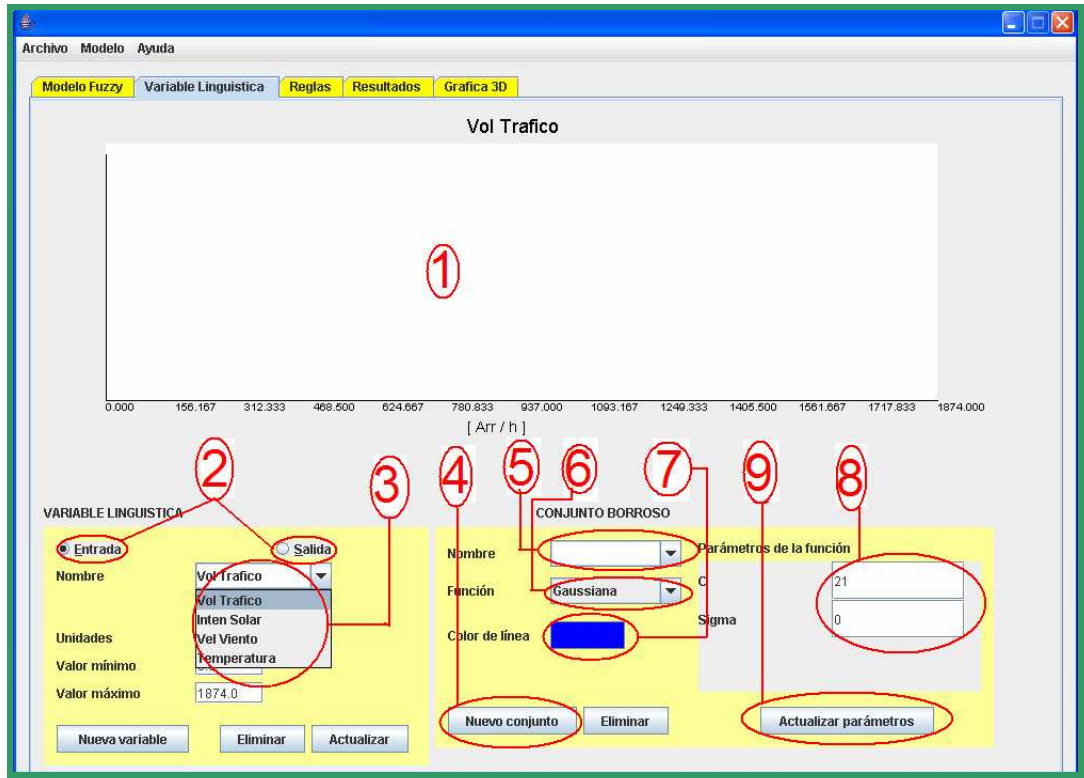 Archivo Modelo Ayuda
Modelo Fuzzy Variable Linguistica Reglas Resultados Grafica 3D
Vol Trafico
1
0.000 156.167 312.333 468.500 624.667 780.833 937.000 1093.167 1249.333 1405.500 1561.667 1717.833 1874.000
[ Arr / h ]
2 3 4 5 6 7 9 8
VARIABLE LINGUISTICA
Entrada Salida
Nombre Vol Trafico
Vol Trafico
Inten Solar
Unidades Vel Viento
Temperatura
Valor mínimo
Valor máximo 1874.0
Nueva variable Eliminar Actualizar
CONJUNTO BORROSO
Nombre
Función Gaussiana
Color de línea
Nuevo conjunto Eliminar
Parámetros de la función
C 21
Sigma 0
Actualizar parámetros